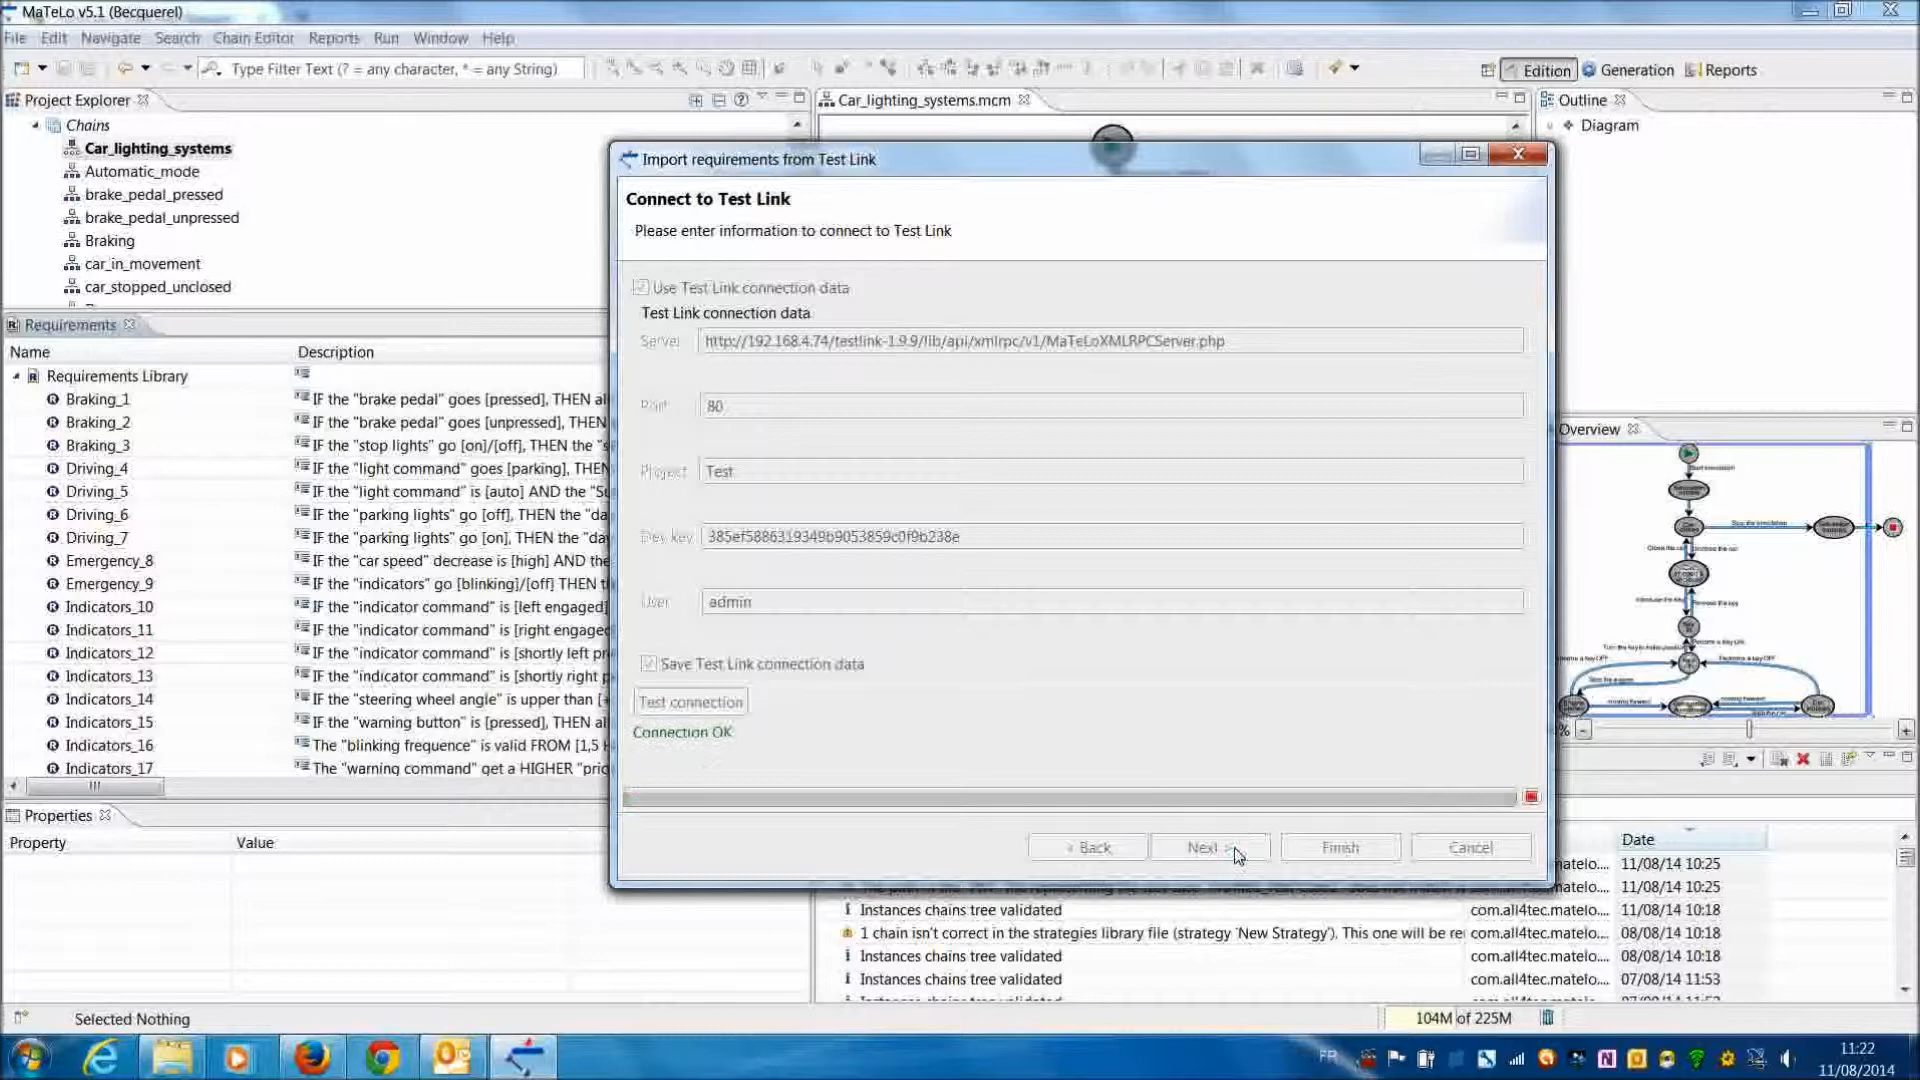 MaTeLo v5.1 (Becquerel)
File Edit Navigate Search Chain Editor Reports Run Window Help
Type Filter Text (? = any character, * = any String)
Edition Generation Reports
Project Explorer
Chains
Car_lighting_systems
Automatic_mode
brake_pedal_pressed
brake_pedal_unpressed
Braking
car_in_movement
car_stopped_unclosed
Car_lighting_systems.mcm
Outline
Diagram
Requirements
Name Description
Requirements Library
Braking_1 IF the "brake pedal" goes [pressed], THEN al
Braking_2 IF the "brake pedal" goes [unpressed], THEN
Braking_3 IF the "stop lights" go [on]/[off], THEN the "s
Driving_4 IF the "light command" goes [parking], THEN
Driving_5 IF the "light command" is [auto] AND the "Su
Driving_6 IF the "parking lights" go [off], THEN the "da
Driving_7 IF the "parking lights" go [on], THEN the "day
Emergency_8 IF the "car speed" decrease is [high] AND the
Emergency_9 IF the "indicators" go [blinking]/[off] THEN t
Indicators_10 IF the "indicator command" is [left engaged]
Indicators_11 IF the "indicator command" is [right engage
Indicators_12 IF the "indicator command" is [shortly left pr
Indicators_13 IF the "indicator command" is [shortly right p
Indicators_14 IF the "steering wheel angle" is upper than [
Indicators_15 IF the "warning button" is [pressed], THEN al
Indicators_16 The "blinking frequence" is valid FROM [1,5 H
Indicators_17 The "warning command" get a HIGHER "prio
Import requirements from Test Link
Connect to Test Link
Please enter information to connect to Test Link
Use Test Link connection data
Test Link connection data
Server http://192.168.4.74/testlink-1.9.9/lib/api/xmlrpc/v1/MaTeLoXMLRPCServer.php
Port 80
Project Test
Dev key 385ef5886319349b9053859c0f9b238e
User admin
Save Test Link connection data
Test connection
Connection OK
< Back Next > Finish Cancel
Overview
%
Properties
Property Value
Date
matelo.... 11/08/14 10:25
matelo.... 11/08/14 10:25
Instances chains tree validated com.all4tec.matelo.... 11/08/14 10:18
1 chain isn't correct in the strategies library file (strategy 'New Strategy'). This one will be re com.all4tec.matelo.... 08/08/14 10:18
Instances chains tree validated com.all4tec.matelo.... 08/08/14 10:18
Instances chains tree validated com.all4tec.matelo.... 07/08/14 11:53
Selected Nothing
104M of 225M
FR
11:22
11/08/2014